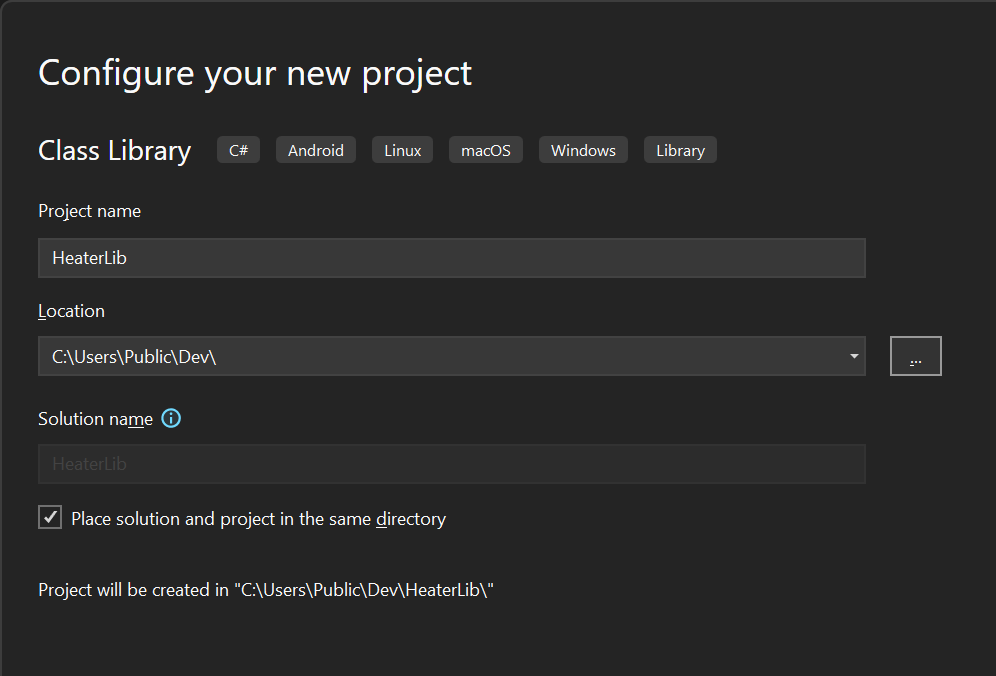 Configure your new project
Class Library C# Android Linux macOS Windows Library
Project name
HeaterLib
Location
C:\Users\Public\Dev\
...
Solution name
HeaterLib
Place solution and project in the same directory
Project will be created in "C:\Users\Public\Dev\HeaterLib\"